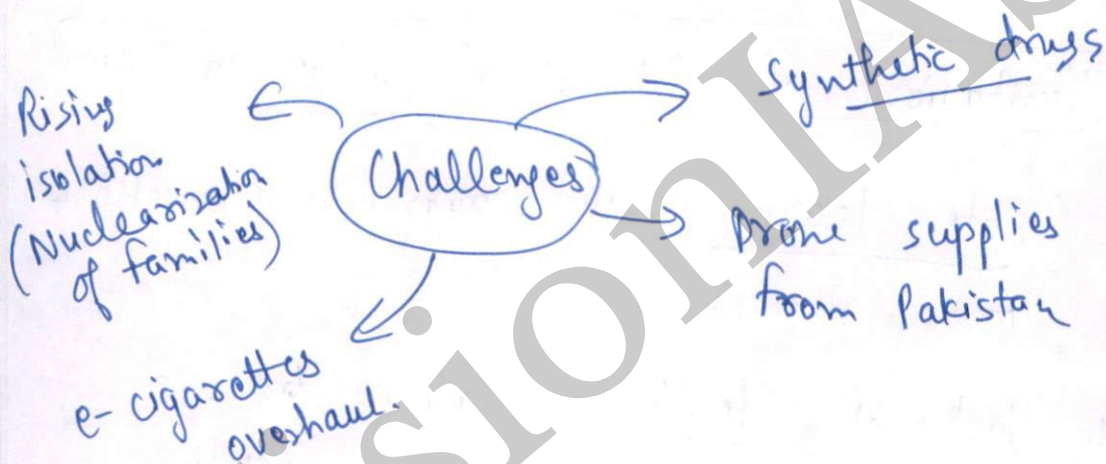 Challenges
Synthetic drugs
Drone supplies
from Pakistan
e-cigarettes
overhaul.
Rising
isolation
(Nuclearization
of families)